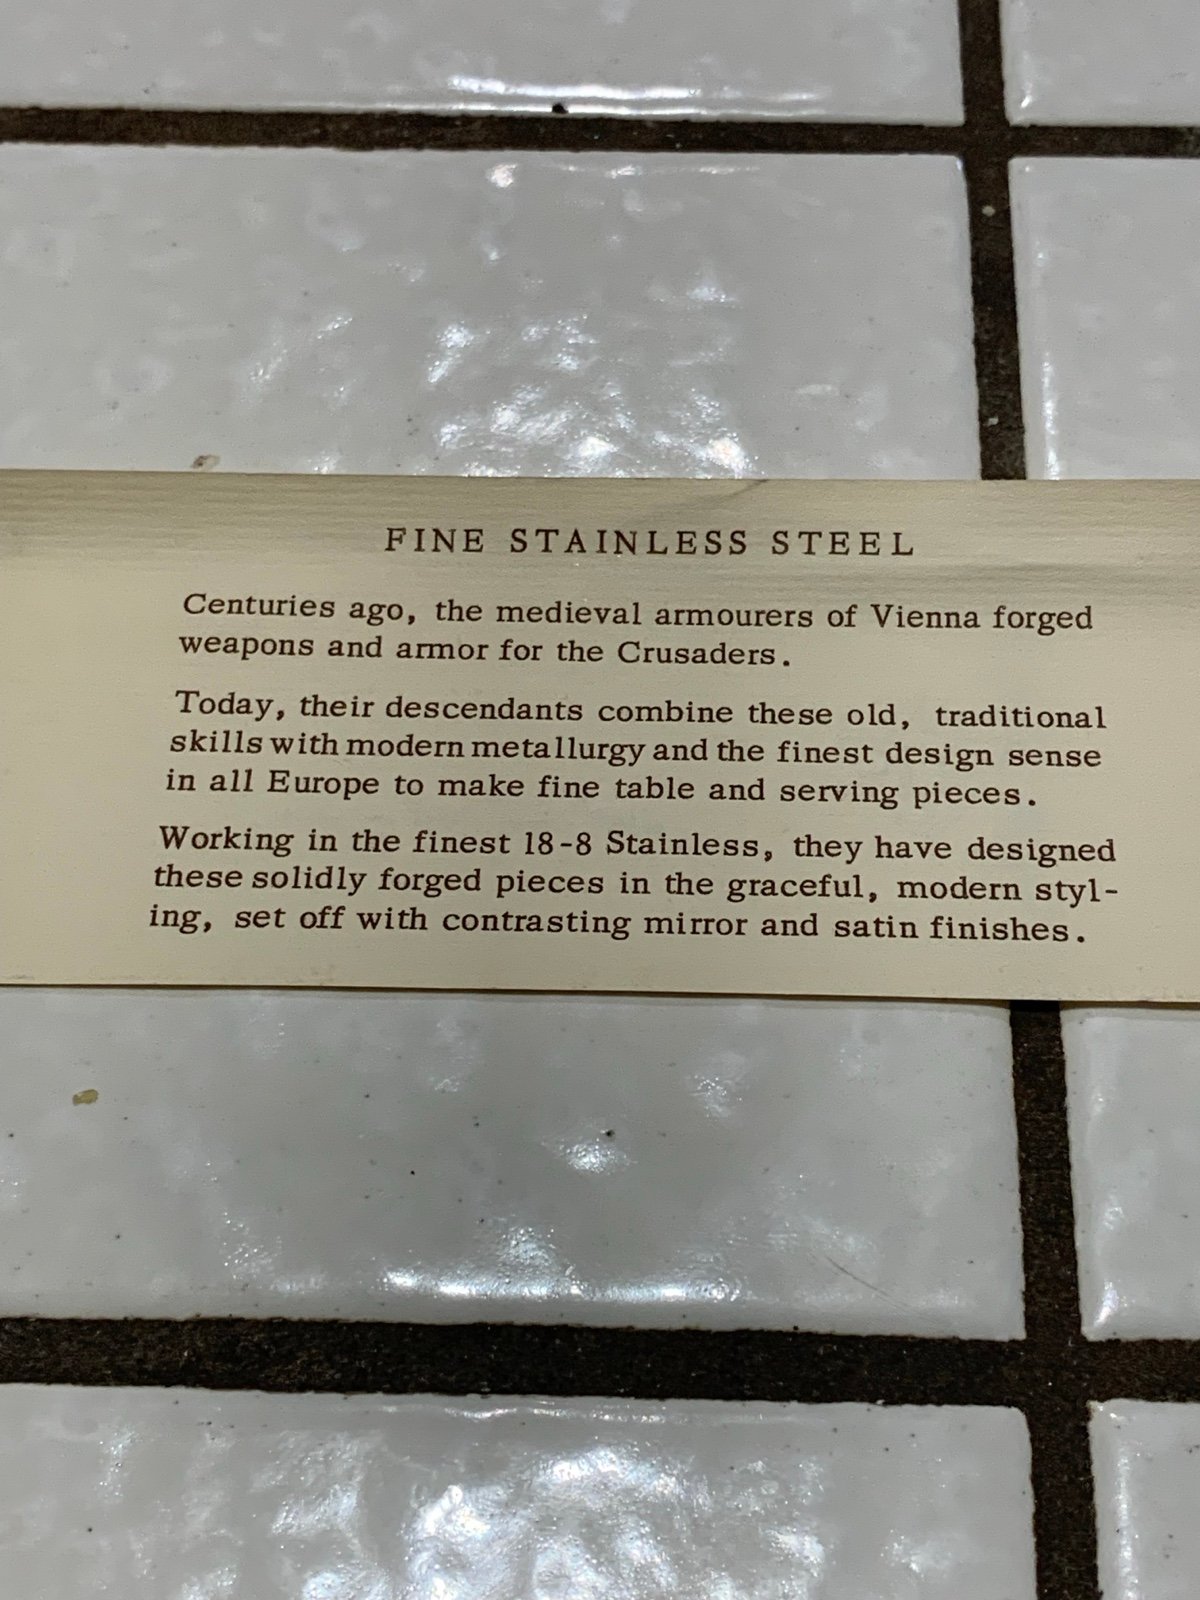 FINE STAINLESS STEEL
Centuries ago, the medieval armourers of Vienna forged
weapons and armor for the Crusaders.
Today, their descendants combine these old, traditional
skills with modern metallurgy and the finest design sense
in all Europe to make fine table and serving pieces.
Working in the finest 18-8 Stainless, they have designed
these solidly forged pieces in the graceful, modern styl-
ing, set off with contrasting mirror and satin finishes.